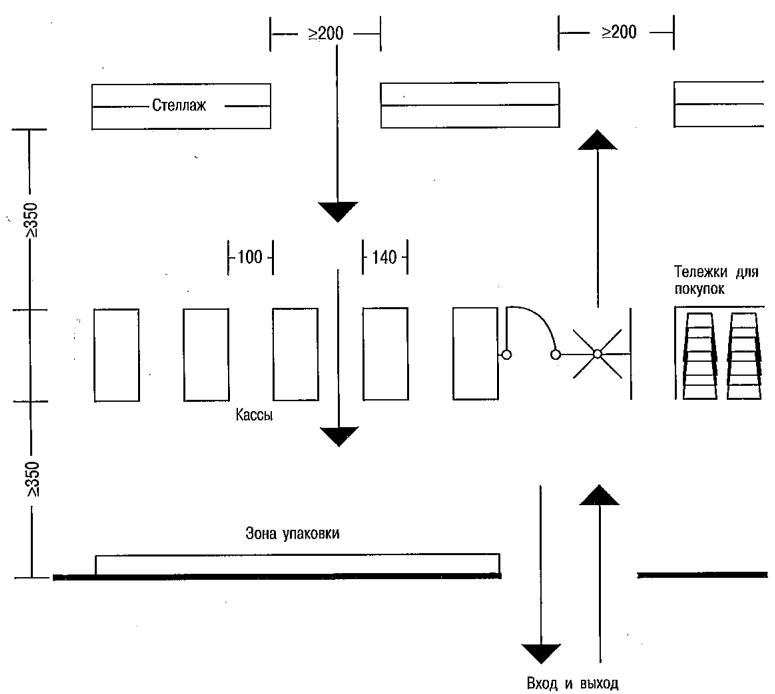 ≥200
≥200
Стеллаж
≥350
100
140
Тележки для
покупок
Кассы
≥350
Зона упаковки
Вход и выход